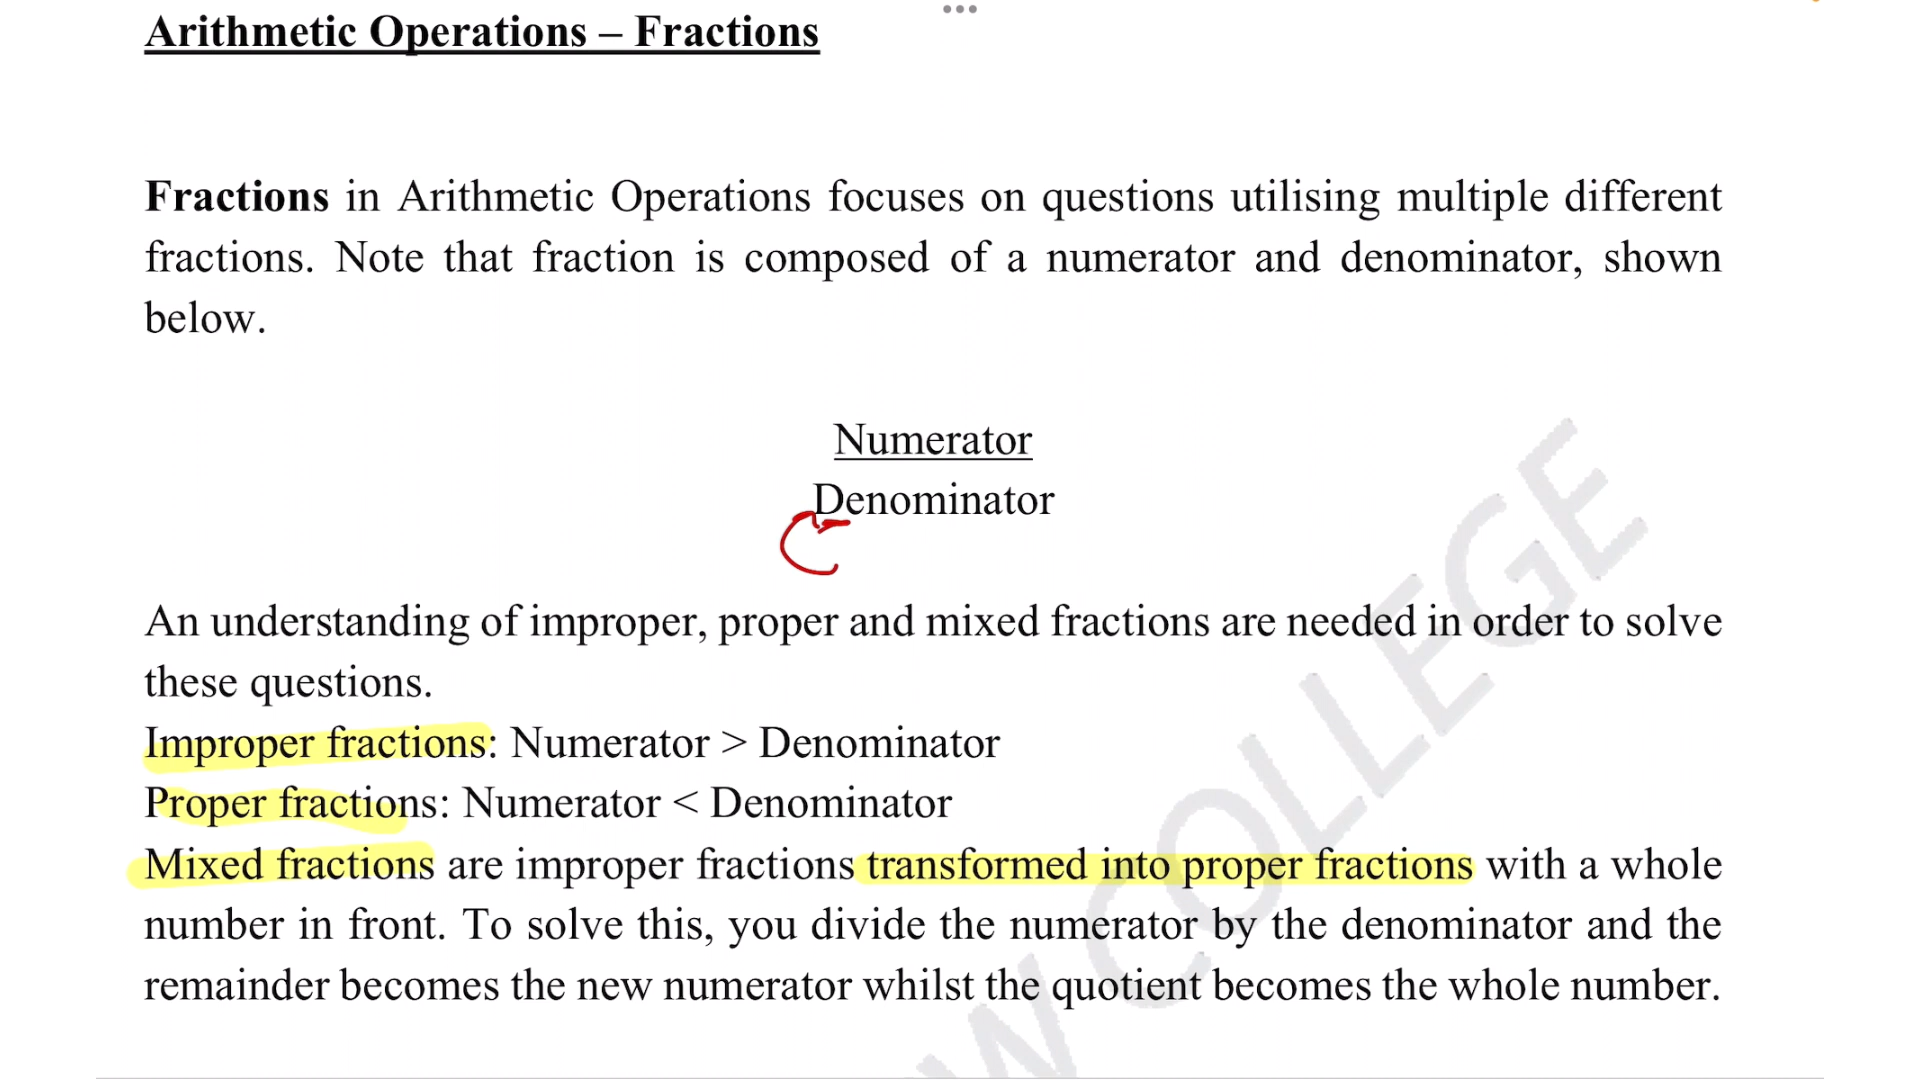 Arithmetic Operations – Fractions
Fractions in Arithmetic Operations focuses on questions utilising multiple different
fractions. Note that fraction is composed of a numerator and denominator, shown
below.
Numerator
Denominator
An understanding of improper, proper and mixed fractions are needed in order to solve
these questions.
Improper fractions: Numerator > Denominator
Proper fractions: Numerator < Denominator
Mixed fractions are improper fractions transformed into proper fractions with a whole
number in front. To solve this, you divide the numerator by the denominator and the
remainder becomes the new numerator whilst the quotient becomes the whole number.
W COLLEGE